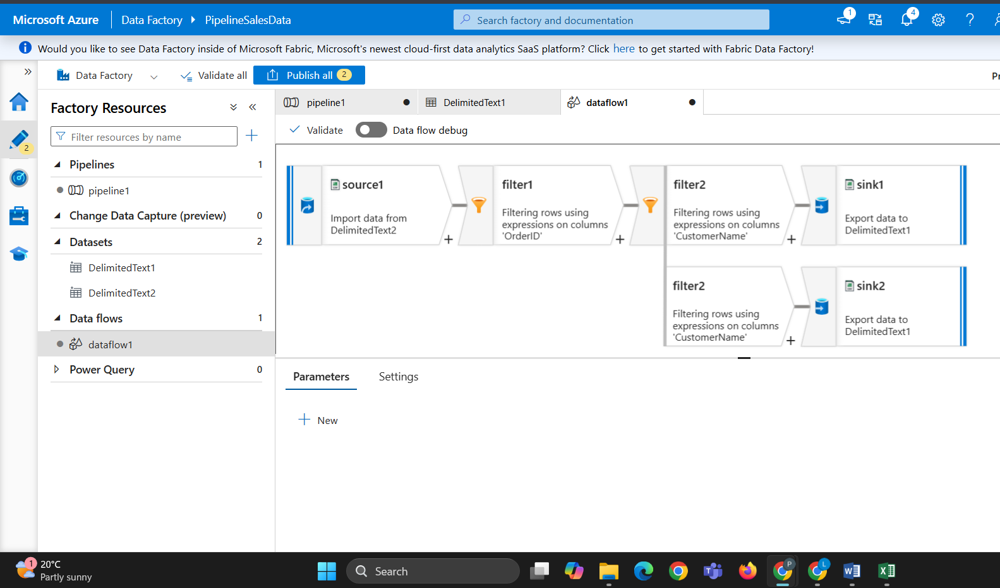 Microsoft Azure
Data Factory
PipelineSalesData
Search factory and documentation
1
4
Would you like to see Data Factory inside of Microsoft Fabric, Microsoft's newest cloud-first data analytics SaaS platform? Click here to get started with Fabric Data Factory!
Data Factory
Validate all
Publish all 2
Pr
2
Factory Resources
Filter resources by name
Pipelines 1
pipeline1
Change Data Capture (preview) 0
Datasets 2
DelimitedText1
DelimitedText2
Data flows 1
dataflow1
Power Query 0
pipeline1
DelimitedText1
dataflow1
Validate
Data flow debug
source1
Import data from
DelimitedText2
filter1
Filtering rows using
expressions on columns
'OrderID'
filter2
Filtering rows using
expressions on columns
'CustomerName'
sink1
Export data to
DelimitedText1
filter2
Filtering rows using
expressions on columns
'CustomerName'
sink2
Export data to
DelimitedText1
Parameters
Settings
New
1
20°C
Partly sunny
Search
P
L